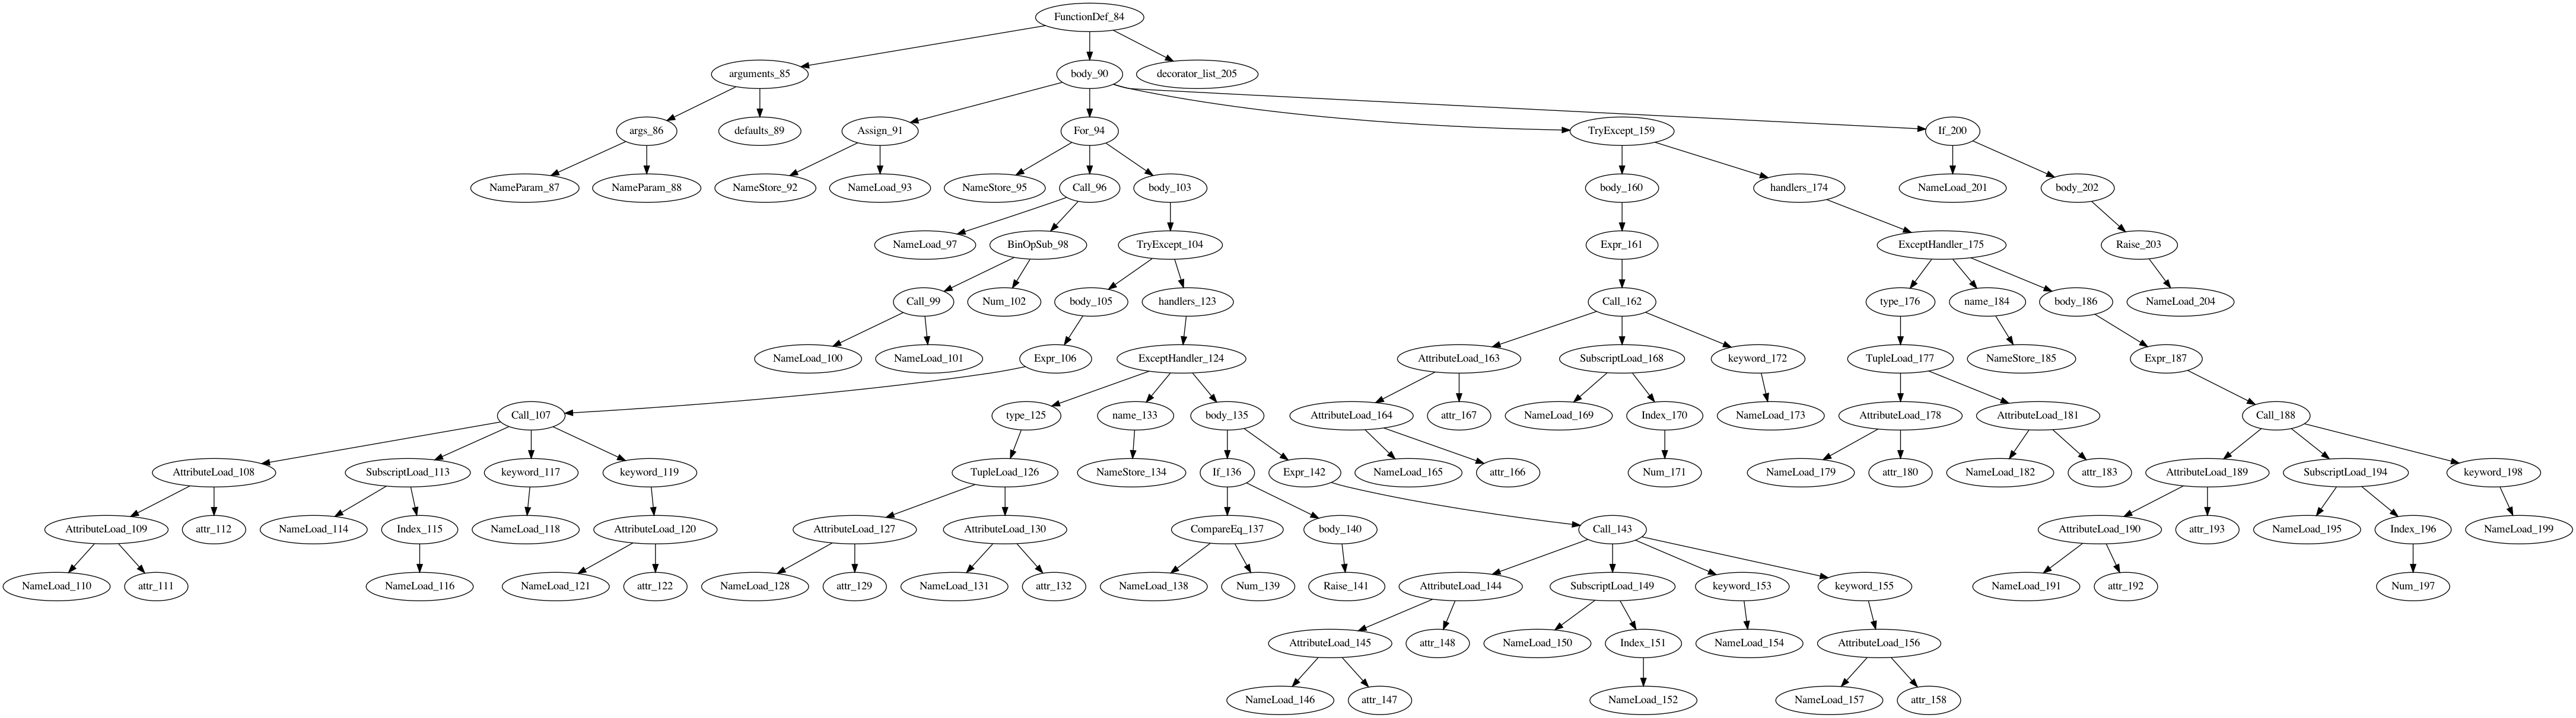 FunctionDef_84
arguments_85 body_90 decorator_list_205
args_86 defaults_89 Assign_91 For_94 TryExcept_159 If_200
NameParam_87 NameParam_88 NameStore_92 NameLoad_93 NameStore_95 Call_96 body_103 body_160 handlers_174 NameLoad_201 body_202
NameLoad_97 BinOpSub_98 TryExcept_104 Expr_161 ExceptHandler_175 Raise_203
Call_99 Num_102 body_105 handlers_123 Call_162 type_176 name_184 body_186 NameLoad_204
NameLoad_100 NameLoad_101 Expr_106 ExceptHandler_124 AttributeLoad_163 SubscriptLoad_168 keyword_172 TupleLoad_177 NameStore_185 Expr_187
Call_107 type_125 name_133 body_135 AttributeLoad_164 attr_167 NameLoad_169 Index_170 NameLoad_173 AttributeLoad_178 AttributeLoad_181 Call_188
AttributeLoad_108 SubscriptLoad_113 keyword_117 keyword_119 TupleLoad_126 NameStore_134 If_136 Expr_142 NameLoad_165 attr_166 Num_171 NameLoad_179 attr_180 NameLoad_182 attr_183 AttributeLoad_189 SubscriptLoad_194 keyword_198
AttributeLoad_109 attr_112 NameLoad_114 Index_115 NameLoad_118 AttributeLoad_120 AttributeLoad_127 AttributeLoad_130 CompareEq_137 body_140 Call_143 AttributeLoad_190 attr_193 NameLoad_195 Index_196 NameLoad_199
NameLoad_110 attr_111 NameLoad_116 NameLoad_121 attr_122 NameLoad_128 attr_129 NameLoad_131 attr_132 NameLoad_138 Num_139 Raise_141 AttributeLoad_144 SubscriptLoad_149 keyword_153 keyword_155 NameLoad_191 attr_192 Num_197
AttributeLoad_145 attr_148 NameLoad_150 Index_151 NameLoad_154 AttributeLoad_156
NameLoad_146 attr_147 NameLoad_152 NameLoad_157 attr_158